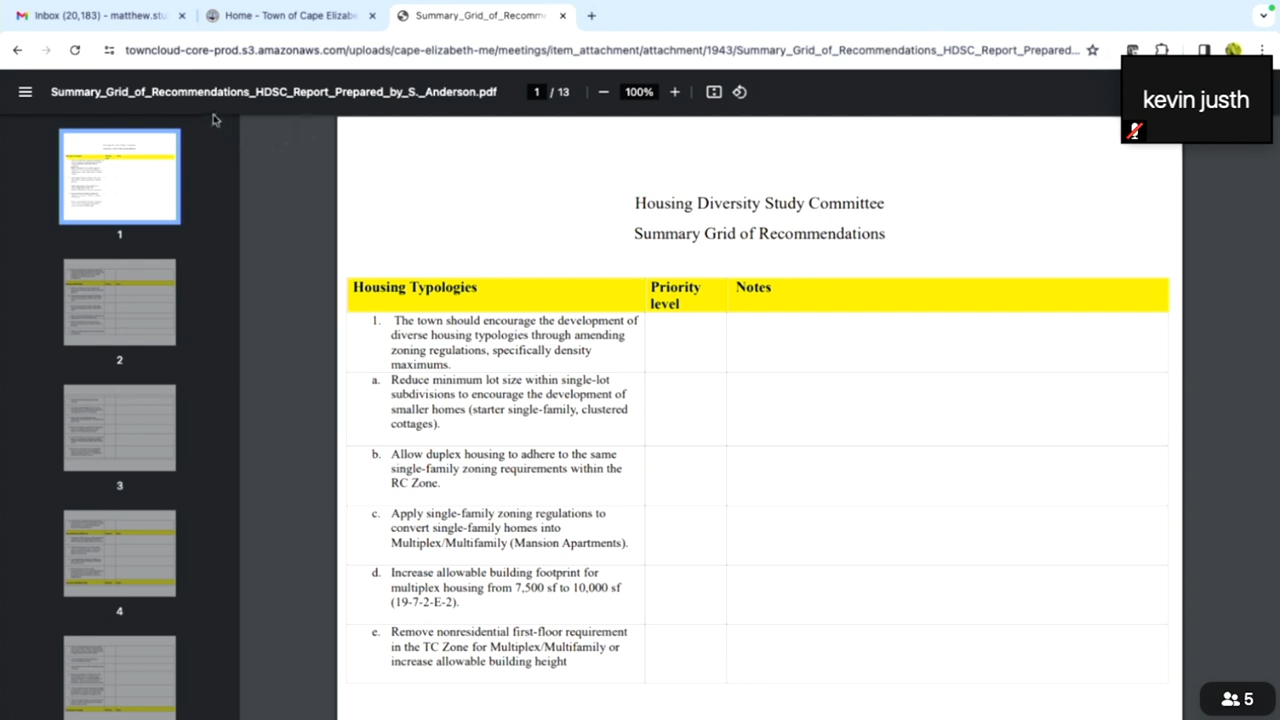 Inbox (20,183) - matthew.stu
Home - Town of Cape Elizabe
Summary_Grid_of_Recomm
towncloud-core-prod.s3.amazonaws.com/uploads/cape-elizabeth-me/meetings/item_attachment/attachment/1943/Summary_Grid_of_Recommendations_HDSC_Report_Prepared...
Summary_Grid_of_Recommendations_HDSC_Report_Prepared_by_S._Anderson.pdf
1 / 13
100%
kevin justh
1
2
3
4
Housing Diversity Study Committee
Summary Grid of Recommendations
Housing Typologies
Priority
level
Notes
1. The town should encourage the development of
diverse housing typologies through amending
zoning regulations, specifically density
maximums.
a. Reduce minimum lot size within single-lot
subdivisions to encourage the development of
smaller homes (starter single-family, clustered
cottages).
b. Allow duplex housing to adhere to the same
single-family zoning requirements within the
RC Zone.
c. Apply single-family zoning regulations to
convert single-family homes into
Multiplex/Multifamily (Mansion Apartments).
d. Increase allowable building footprint for
multiplex housing from 7,500 sf to 10,000 sf
(19-7-2-E-2).
e. Remove nonresidential first-floor requirement
in the TC Zone for Multiplex/Multifamily or
increase allowable building height
5